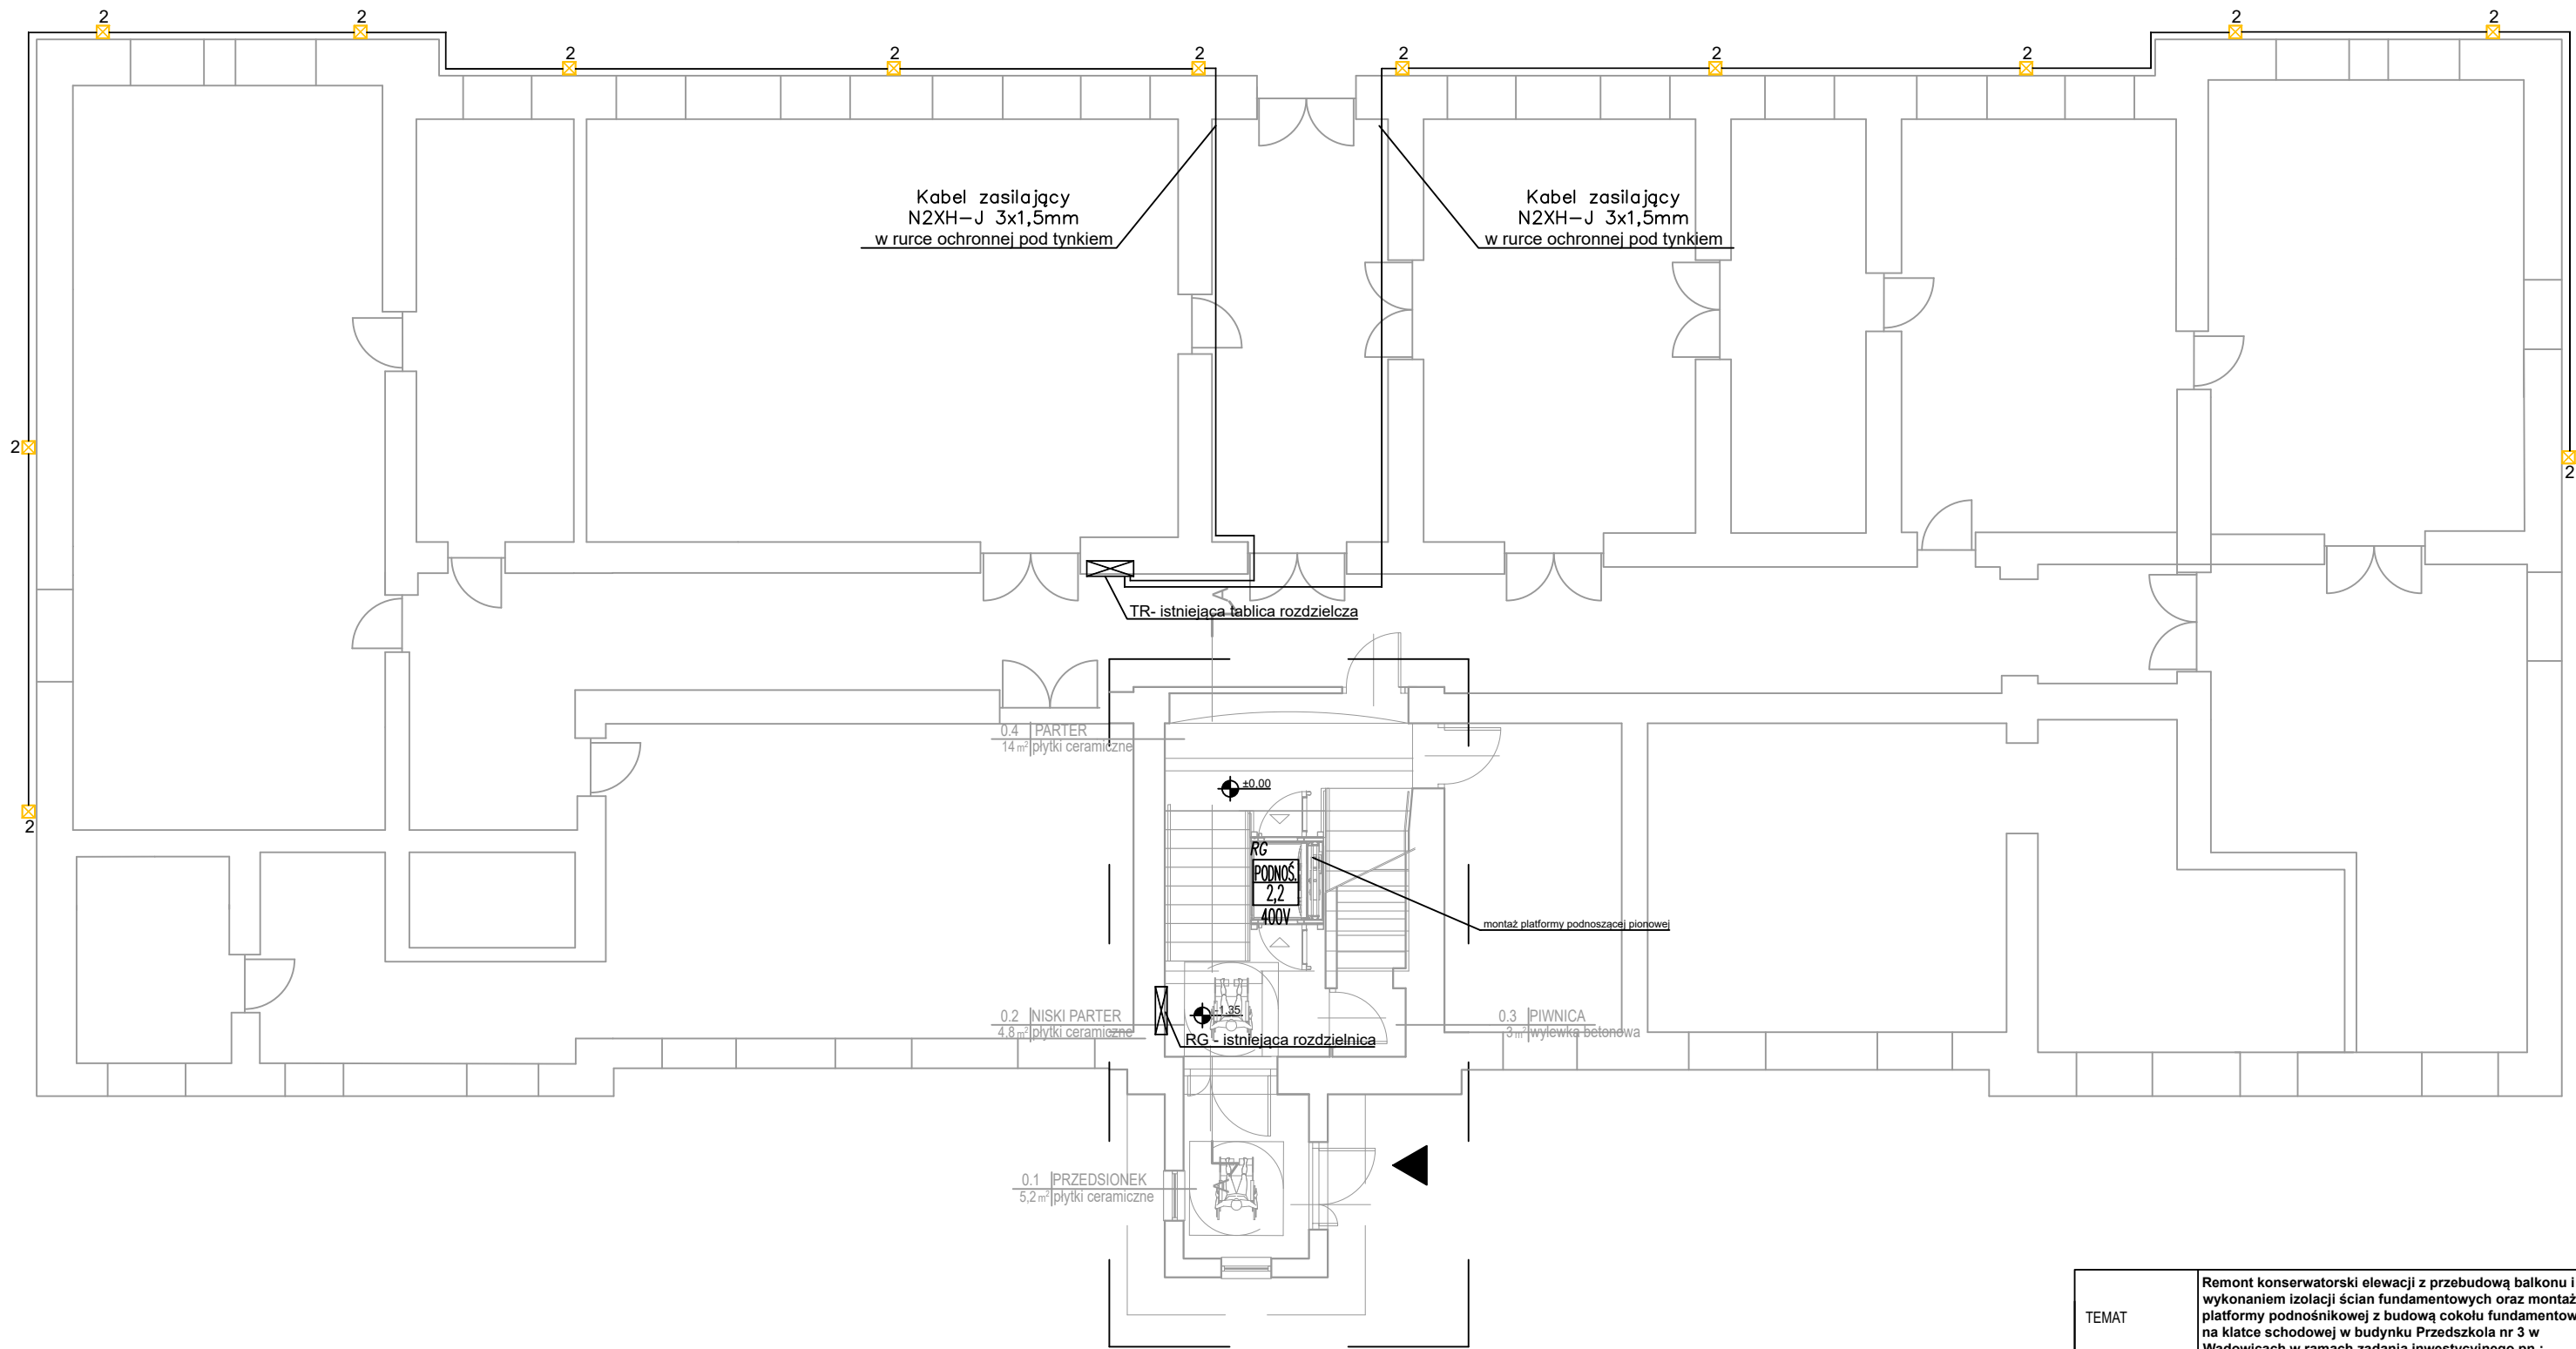 2 2 2 2
2 2 2 2 2 2
Kabel zasilający
N2XH-J 3x1,5mm
w rurce ochronnej pod tynkiem
Kabel zasilający
N2XH-J 3x1,5mm
w rurce ochronnej pod tynkiem
2
2
TR- istniejąca tablica rozdzielcza
A
0.4 PARTER
14 m² płytki ceramiczne
±0,00
2
RG
PODNOŚ.
2,2
400V
montaż platformy podnoszącej pionowej
0.2 NISKI PARTER
4,8 m² płytki ceramiczne
-1.35
RG - istniejąca rozdzielnica
0.3 PIWNICA
3 m² wylewka betonowa
0.1 PRZEDSIONEK
5,2 m² płytki ceramiczne
A
TEMAT
Remont konserwatorski elewacji z przebudową balkonu i
wykonaniem izolacji ścian fundamentowych oraz montaż
platformy podnośnikowej z budową cokołu fundamentow
na klatce schodowej w budynku Przedszkola nr 3 w
Wadowicach w ramach zadania inwestycyjnego pn.: